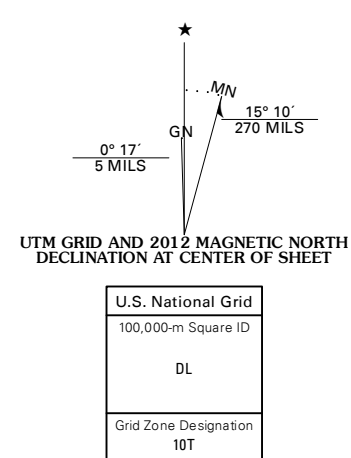 ★
MN
15° 10´
270 MILS
GN
0° 17´
5 MILS
UTM GRID AND 2012 MAGNETIC NORTH
DECLINATION AT CENTER OF SHEET
U.S. National Grid
100,000-m Square ID
DL
Grid Zone Designation
10T